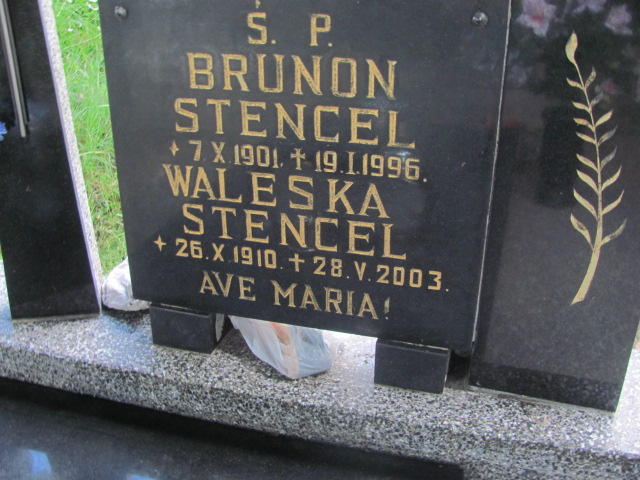 Ś. P.
BRUNON
STENCEL
* 7.X.1901. + 19.I.1996.
WALESKA
STENCEL
* 26.X.1910. + 28.V.2003.
AVE MARIA!